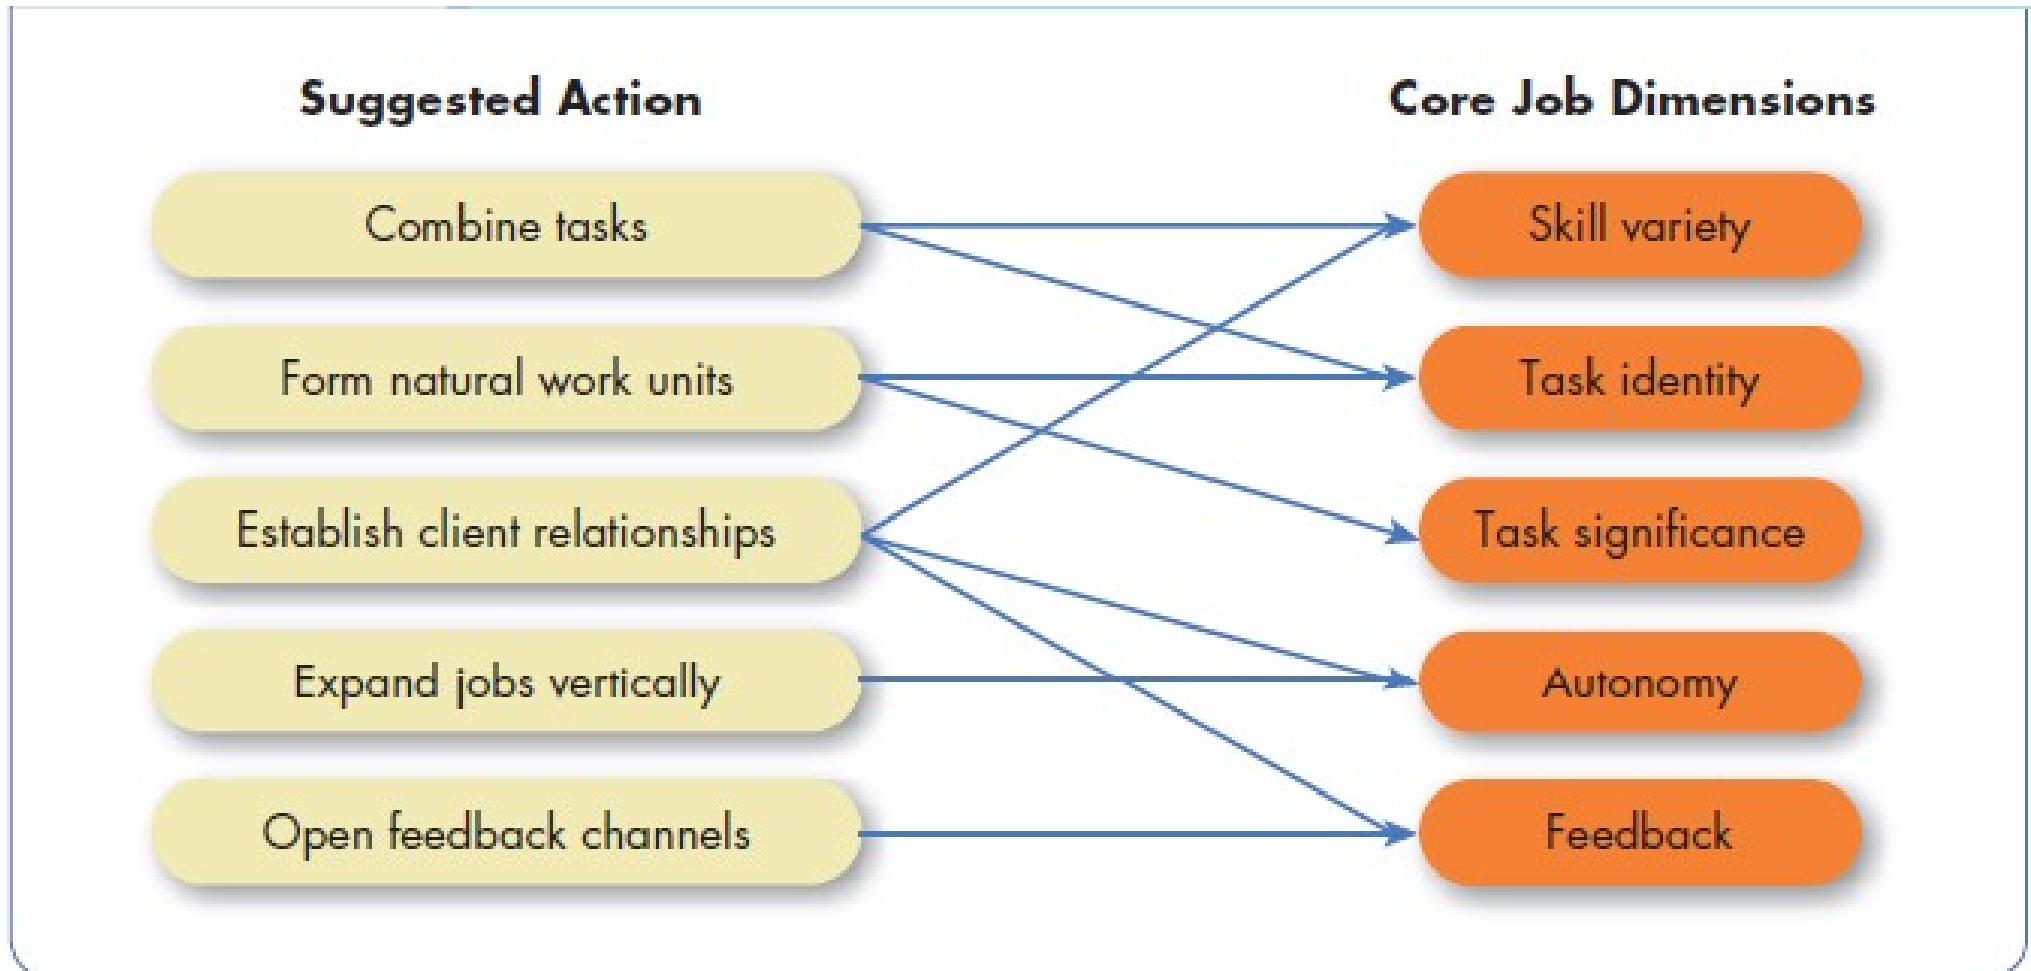 Suggested Action
Core Job Dimensions
Combine tasks
Skill variety
Form natural work units
Task identity
Establish client relationships
Task significance
Expand jobs vertically
Autonomy
Open feedback channels
Feedback